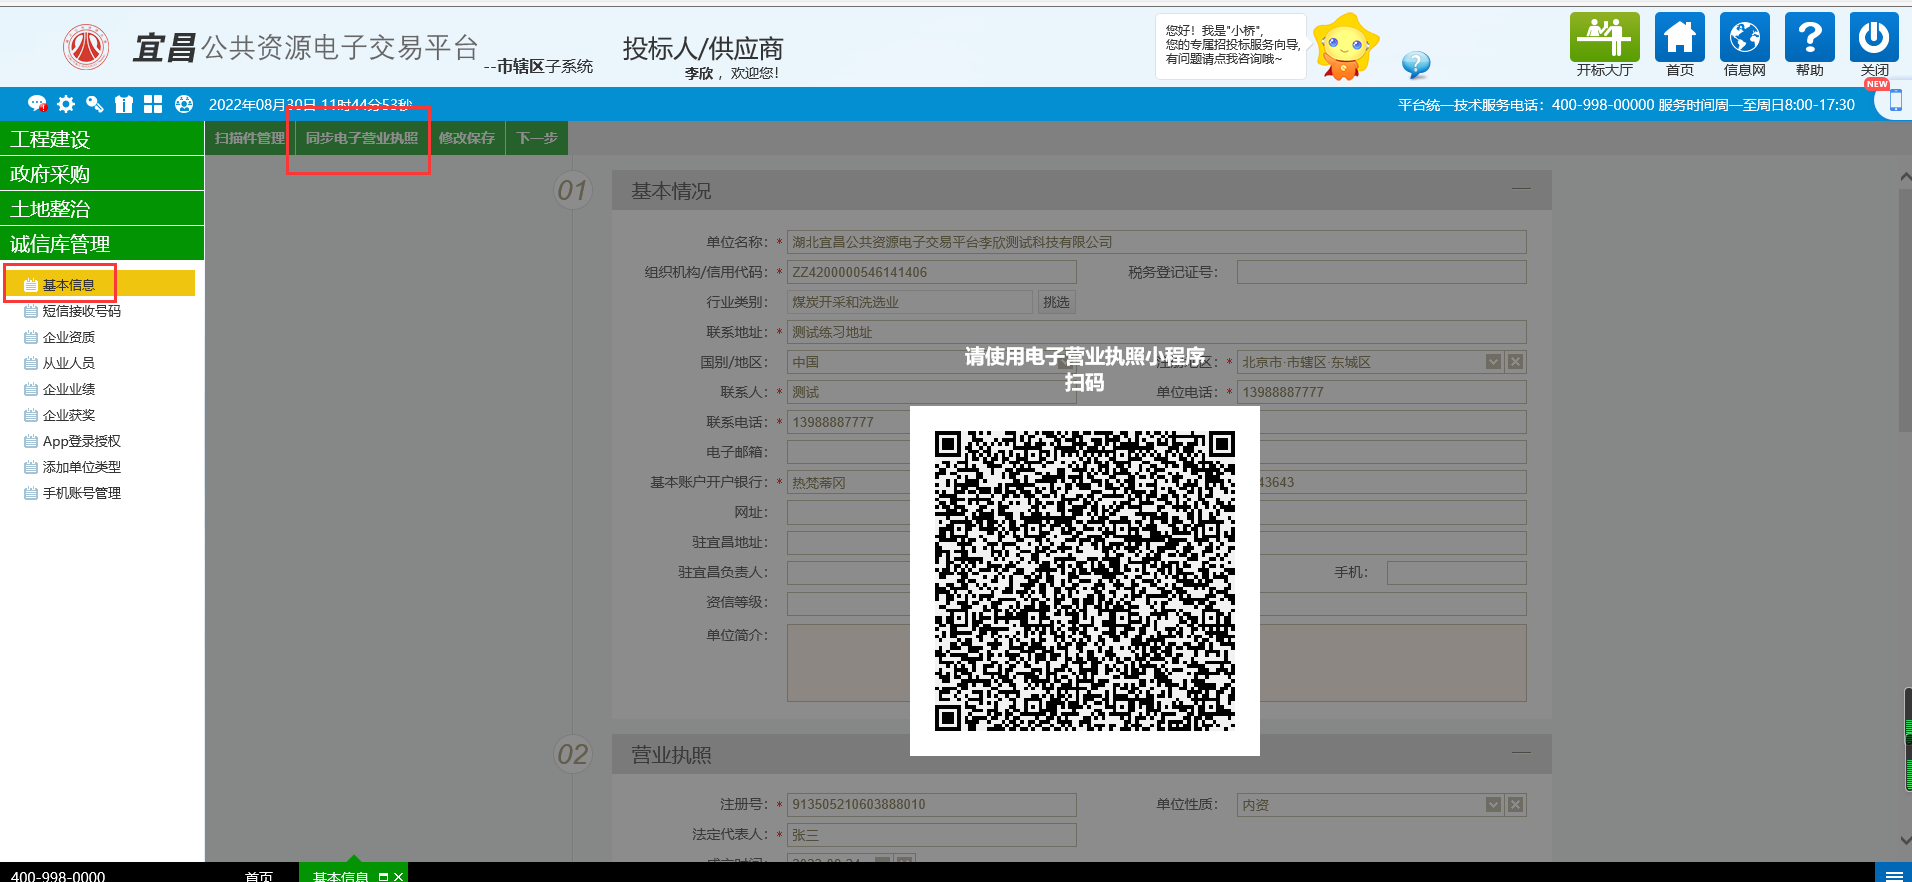 宜昌公共资源电子交易平台
--市辖区子系统
投标人/供应商
李欣 ， 欢迎您!
您好！我是"小桥",
您的专属招投标服务向导,
有问题请点我咨询哦~
开标大厅
首页
信息网
帮助
关闭
2022年08月30日 11时44分53秒
平台统一技术服务电话：400-998-00000 服务时间周一至周日8:00-17:30
NEW
工程建设
政府采购
土地整治
诚信库管理
基本信息
短信接收号码
企业资质
从业人员
企业业绩
企业获奖
App登录授权
添加单位类型
手机账号管理
扫描件管理
同步电子营业执照
修改保存
下一步
01
基本情况
单位名称：* 湖北宜昌公共资源电子交易平台李欣测试科技有限公司
组织机构/信用代码：* ZZ4200000546141406
税务登记证号：
行业类别： 煤炭开采和洗选业 挑选
联系地址：* 测试练习地址
国别/地区： 中国
注册地区：* 北京市·市辖区·东城区
请使用电子营业执照小程序
扫码
联系人：* 测试
单位电话：* 13988887777
联系电话：* 13988887777
电子邮箱：
基本账户开户银行：* 热梵蒂冈
43643
网址：
驻宜昌地址：
驻宜昌负责人：
手机：
资信等级：
单位简介：
02
营业执照
注册号：* 913505210603888010
单位性质： 内资
法定代表人：* 张三
400-998-0000
首页
基本信息